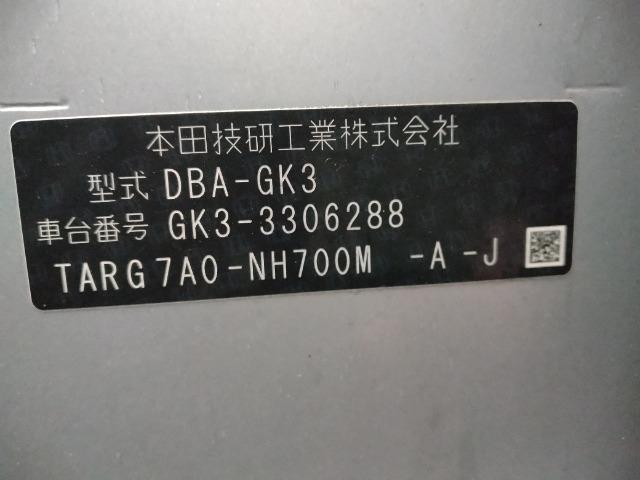 本田技研工業株式会社
型式 DBA-GK3
車台番号 GK3-3306288
TARG7A0-NH700M -A -J